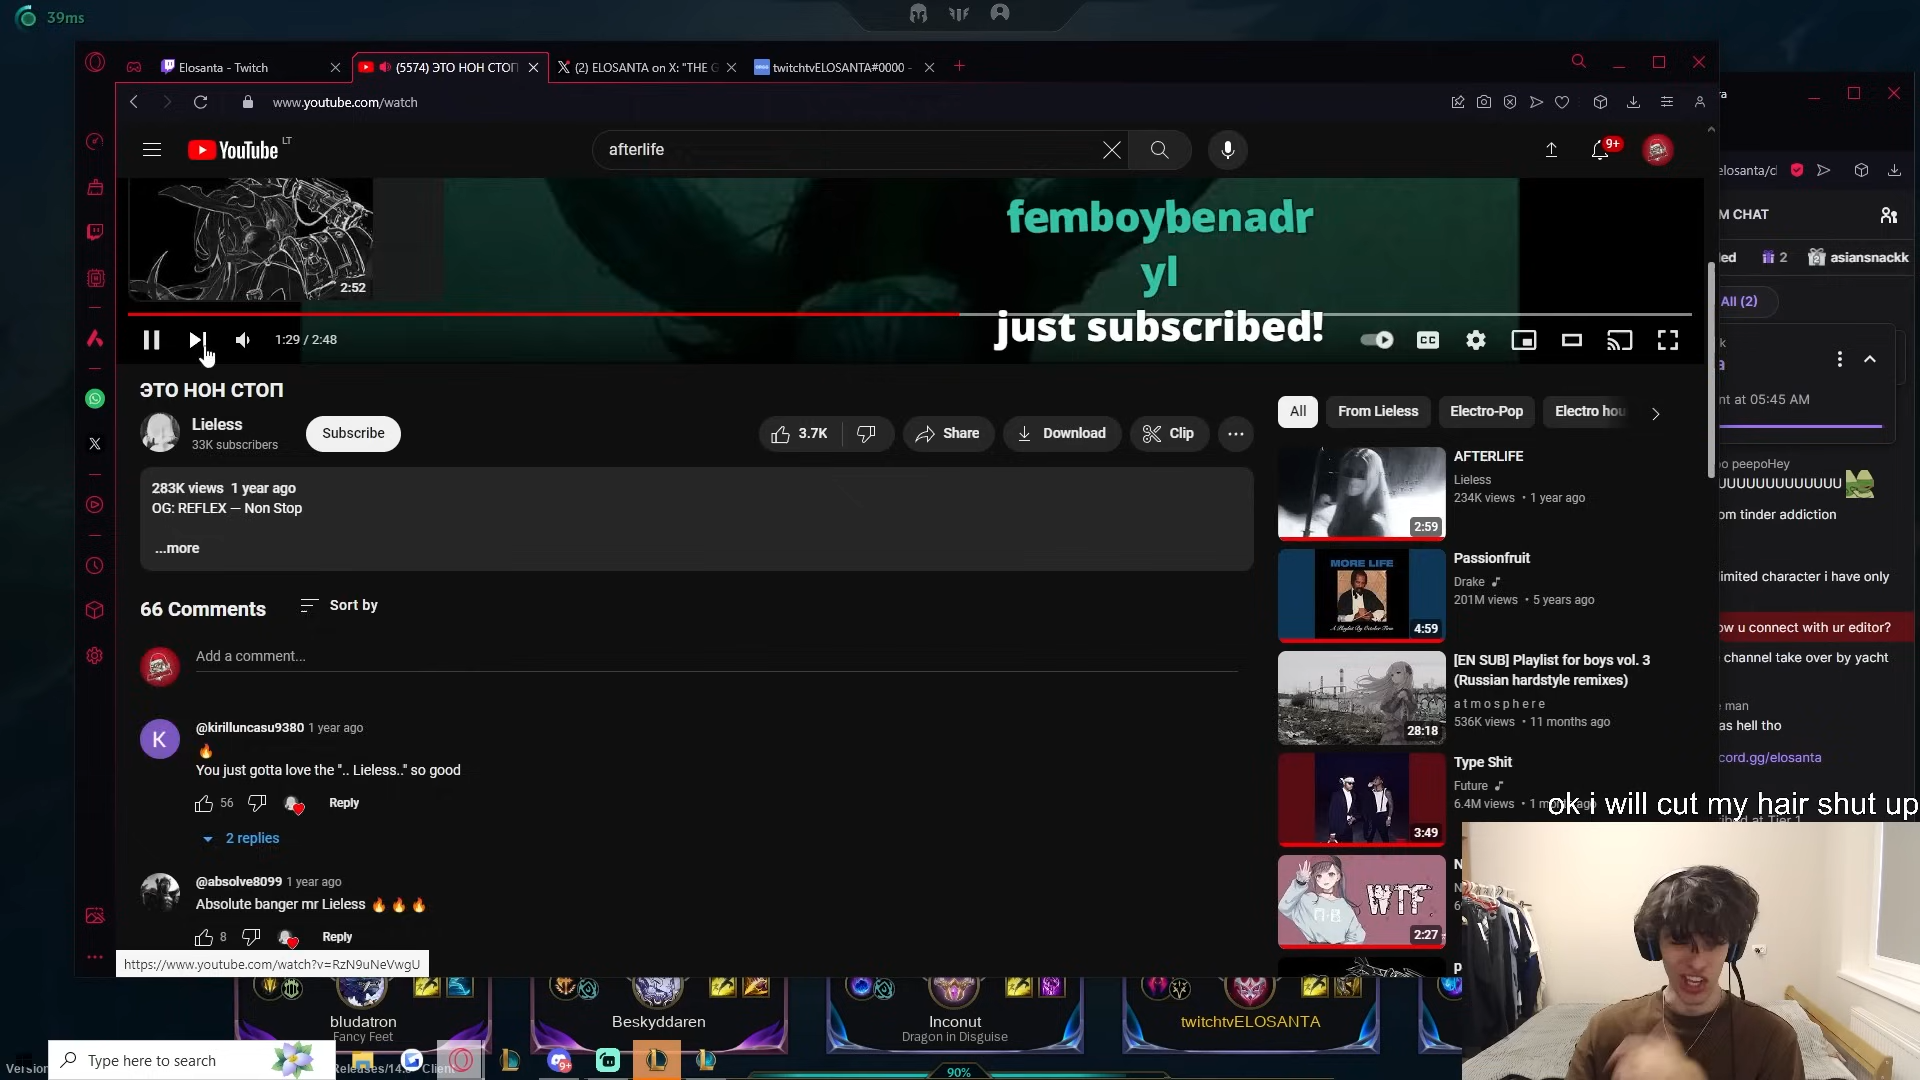 39ms
Elosanta - Twitch
(5574) ЭТО НОН СТОП
(2) ELOSANTA on X: "THE G
twitchtvELOSANTA#0000 -
www.youtube.com/watch
YouTube LT
afterlife
9+
elosanta/cl
M CHAT
2:52
femboybenadr
yl
just subscribed!
1:29 / 2:48
CC
2
asiansnackk
All (2)
nt at 05:45 AM
ЭТО НОН СТОП
Lieless
33K subscribers
Subscribe
3.7K
Share
Download
Clip
283K views 1 year ago
OG: REFLEX — Non Stop
...more
66 Comments
Sort by
Add a comment...
@kirilluncasu9380 1 year ago
🔥
You just gotta love the ".. Lieless.." so good
56
Reply
2 replies
@absolve8099 1 year ago
Absolute banger mr Lieless 🔥 🔥 🔥
8
Reply
https://www.youtube.com/watch?v=RzN9uNeVwgU
All
From Lieless
Electro-Pop
Electro hou
AFTERLIFE
Lieless
234K views • 1 year ago
2:59
MORE LIFE
Passionfruit
Drake
201M views • 5 years ago
4:59
[EN SUB] Playlist for boys vol. 3
(Russian hardstyle remixes)
a t m o s p h e r e
536K views • 11 months ago
28:18
Type Shit
Future
6.4M views • 1 mo
3:49
WTF
2:27
o peepoHey
UUUUUUUUUUUUU
om tinder addiction
imited character i have only
ow u connect with ur editor?
channel take over by yacht
man
as hell tho
cord.gg/elosanta
ok i will cut my hair shut up
bludatron
Fancy Feet
Beskyddaren
Inconut
Dragon in Disguise
twitchtvELOSANTA
Type here to search
9+
90%